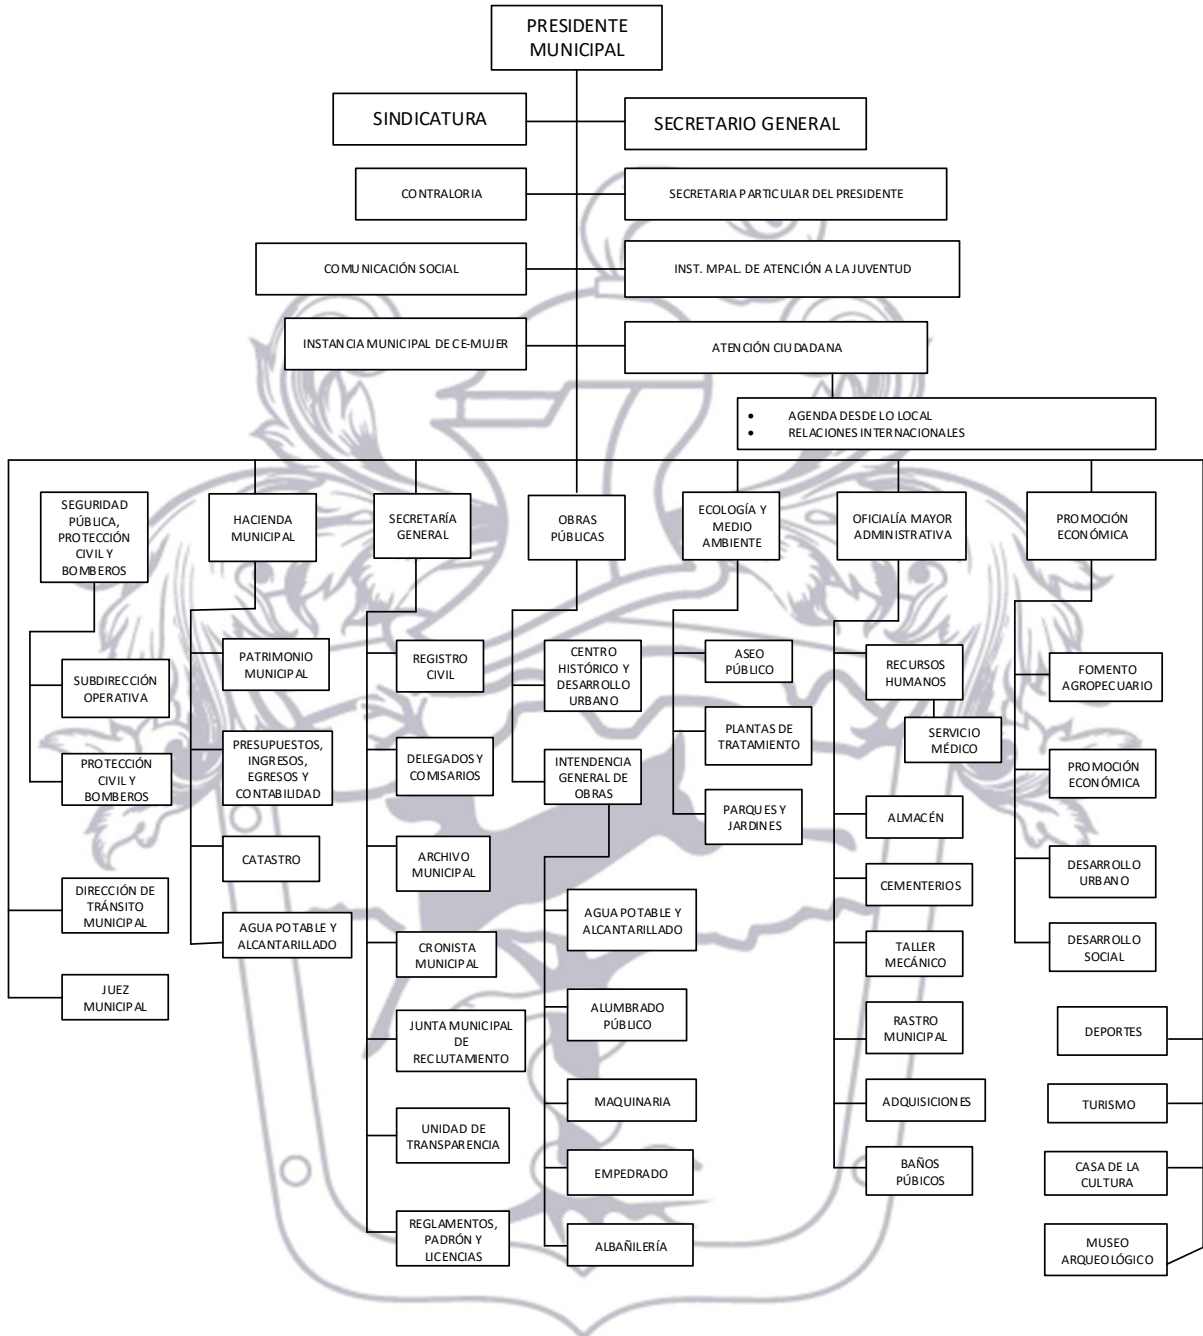 PRESIDENTE
MUNICIPAL
SINDICATURA
SECRETARIO GENERAL
CONTRALORIA
SECRETARIA PARTICULAR DEL PRESIDENTE
COMUNICACIÓN SOCIAL
INST. MPAL. DE ATENCIÓN A LA JUVENTUD
INSTANCIA MUNICIPAL DE CE-MUJER
ATENCIÓN CIUDADANA
• AGENDA DESDE LO LOCAL
• RELACIONES INTERNACIONALES
SEGURIDAD
PÚBLICA,
PROTECCIÓN
CIVIL Y
BOMBEROS
HACIENDA
MUNICIPAL
SECRETARÍA
GENERAL
OBRAS
PÚBLICAS
ECOLOGÍA Y
MEDIO
AMBIENTE
OFICIALÍA MAYOR
ADMINISTRATIVA
PROMOCIÓN
ECONÓMICA
SUBDIRECCIÓN
OPERATIVA
PROTECCIÓN
CIVIL Y
BOMBEROS
DIRECCIÓN DE
TRÁNSITO
MUNICIPAL
JUEZ
MUNICIPAL
PATRIMONIO
MUNICIPAL
PRESUPUESTOS,
INGRESOS,
EGRESOS Y
CONTABILIDAD
CATASTRO
AGUA POTABLE Y
ALCANTARILLADO
REGISTRO
CIVIL
DELEGADOS Y
COMISARIOS
ARCHIVO
MUNICIPAL
CRONISTA
MUNICIPAL
JUNTA MUNICIPAL
DE
RECLUTAMIENTO
UNIDAD DE
TRANSPARENCIA
REGLAMENTOS,
PADRÓN Y
LICENCIAS
CENTRO
HISTÓRICO Y
DESARROLLO
URBANO
INTENDENCIA
GENERAL DE
OBRAS
AGUA POTABLE Y
ALCANTARILLADO
ALUMBRADO
PÚBLICO
MAQUINARIA
EMPEDRADO
ALBAÑILERÍA
ASEO
PÚBLICO
PLANTAS DE
TRATAMIENTO
PARQUES Y
JARDINES
RECURSOS
HUMANOS
SERVICIO
MÉDICO
ALMACÉN
CEMENTERIOS
TALLER
MECÁNICO
RASTRO
MUNICIPAL
ADQUISICIONES
BAÑOS
PÚBICOS
FOMENTO
AGROPECUARIO
PROMOCIÓN
ECONÓMICA
DESARROLLO
URBANO
DESARROLLO
SOCIAL
DEPORTES
TURISMO
CASA DE LA
CULTURA
MUSEO
ARQUEOLÓGICO